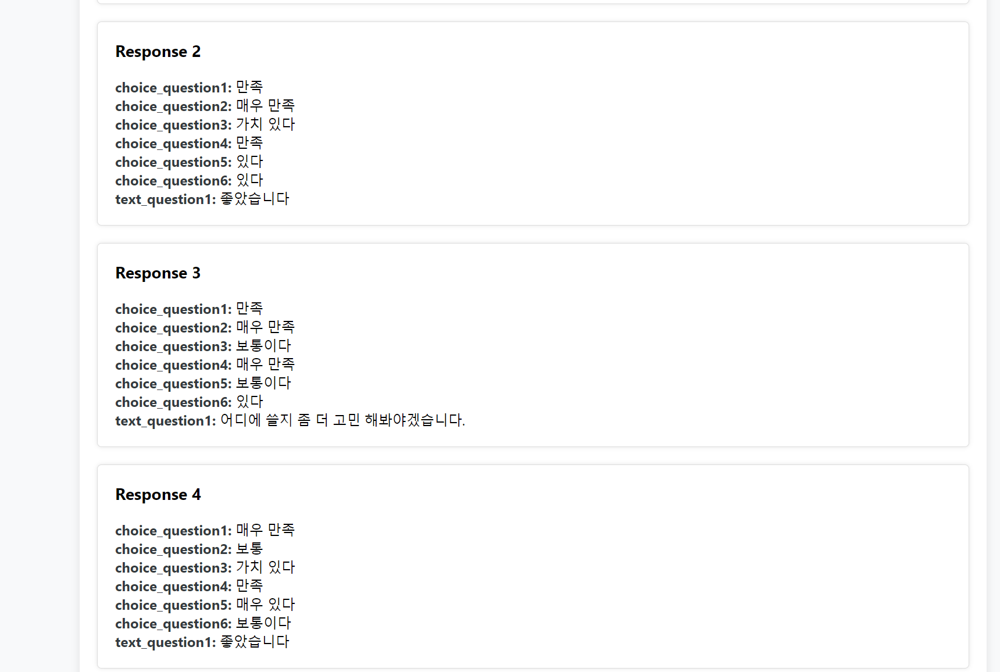 Response 2
choice_question1: 만족
choice_question2: 매우 만족
choice_question3: 가치 있다
choice_question4: 만족
choice_question5: 있다
choice_question6: 있다
text_question1: 좋았습니다
Response 3
choice_question1: 만족
choice_question2: 매우 만족
choice_question3: 보통이다
choice_question4: 매우 만족
choice_question5: 보통이다
choice_question6: 있다
text_question1: 어디에 쓸지 좀 더 고민 해봐야겠습니다.
Response 4
choice_question1: 매우 만족
choice_question2: 보통
choice_question3: 가치 있다
choice_question4: 만족
choice_question5: 매우 있다
choice_question6: 보통이다
text_question1: 좋았습니다